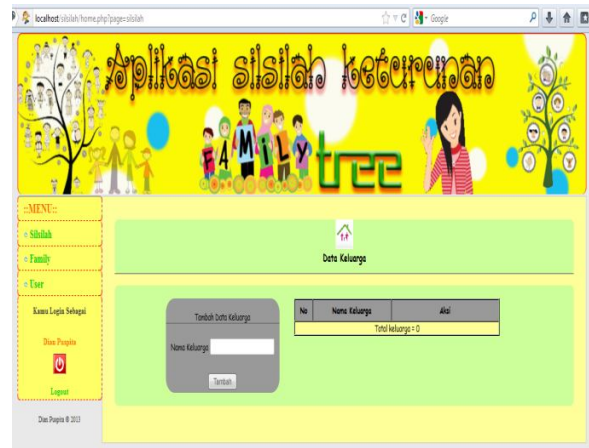 localhost/silsilah/home.php?page=silsilah
Google
Aplikasi silsilah keturunan
FAMILY
tree
::MENU::
Silsilah
Family
User
Kamu Login Sebagai
Dian Puspita
Logout
Dian Puspita © 2013
Data Keluarga
Tambah Data Keluarga
Nama Keluarga
Tambah
No Nama Keluarga Aksi
Total keluarga = 0